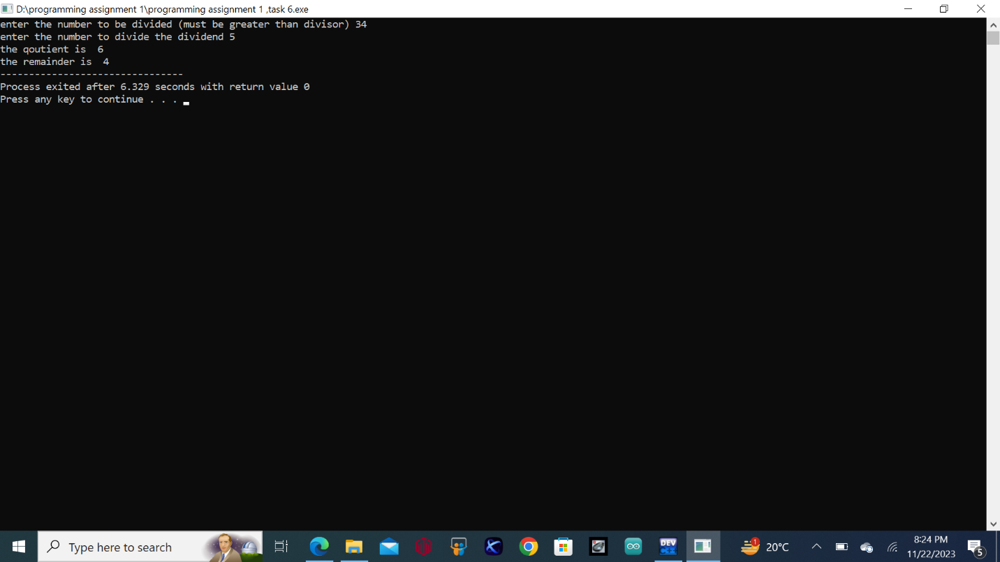 D:\programming assignment 1\programming assignment 1 ,task 6.exe
enter the number to be divided (must be greater than divisor) 34
enter the number to divide the dividend 5
the qoutient is  6
the remainder is  4
--------------------------------
Process exited after 6.329 seconds with return value 0
Press any key to continue . . .
Type here to search
DEV
1
20°C
8:24 PM
11/22/2023
5